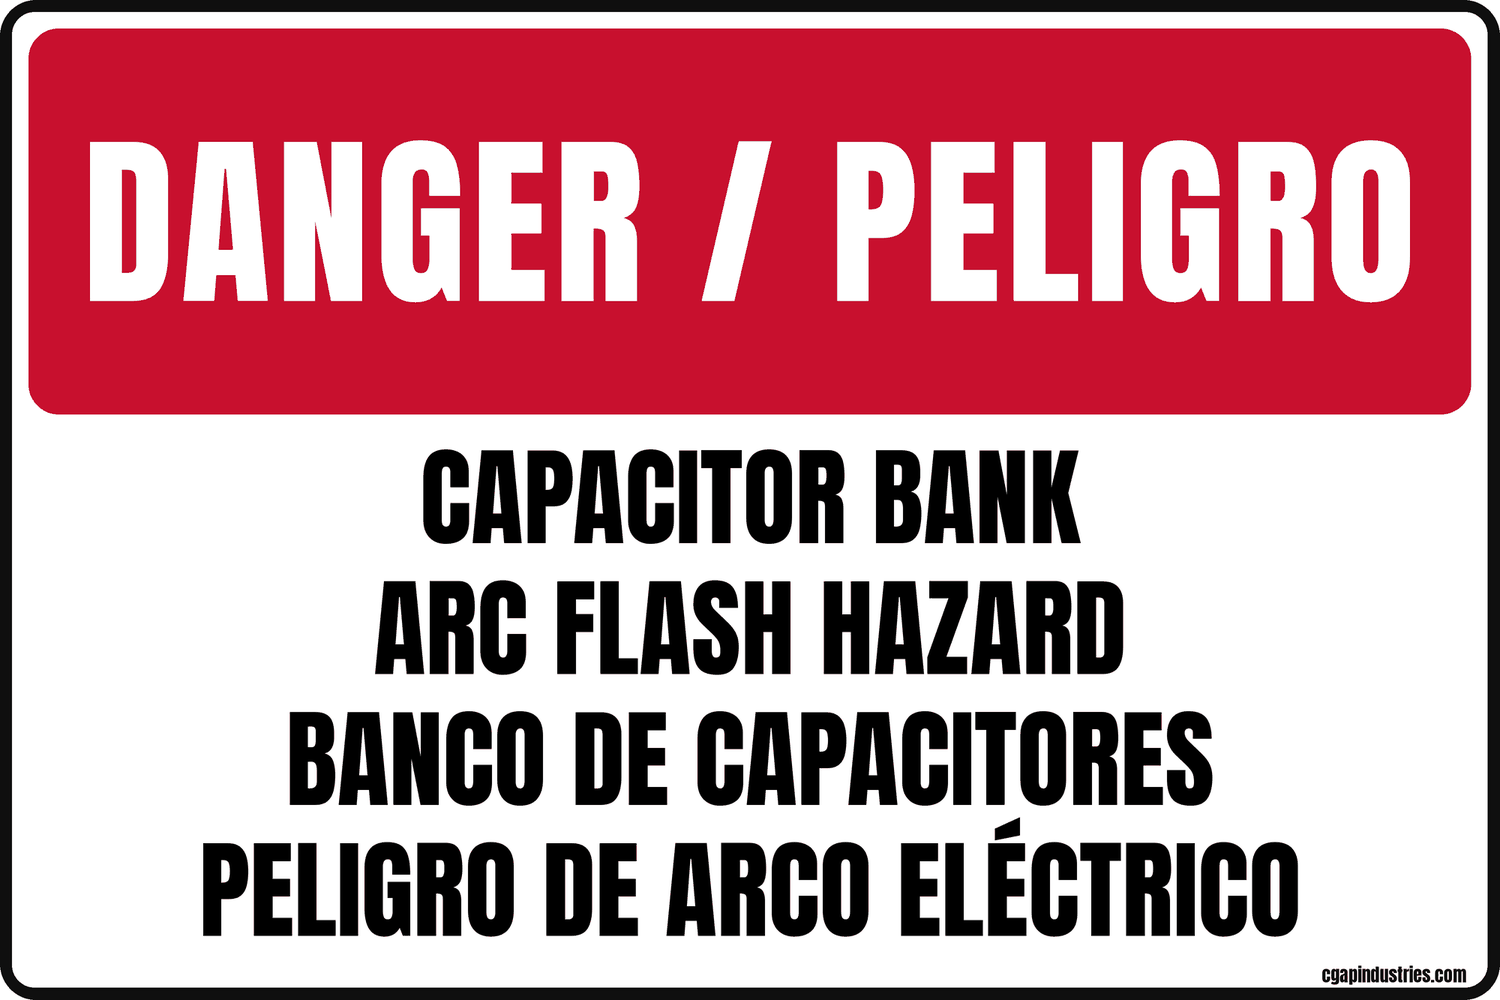 DANGER / PELIGRO
CAPACITOR BANK
ARC FLASH HAZARD
BANCO DE CAPACITORES
PELIGRO DE ARCO ELÉCTRICO
cgapindustries.com